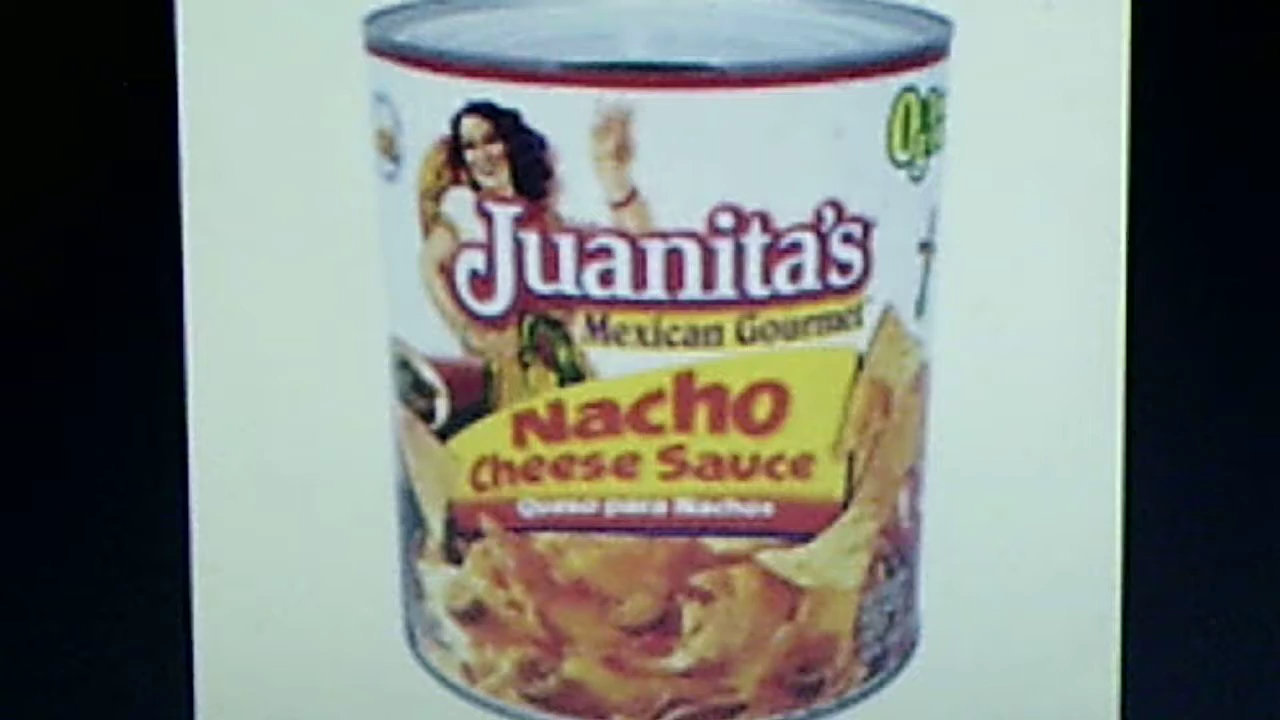 Juanita's
Mexican Gourmet
Nacho
Cheese Sauce
Queso para Nachos